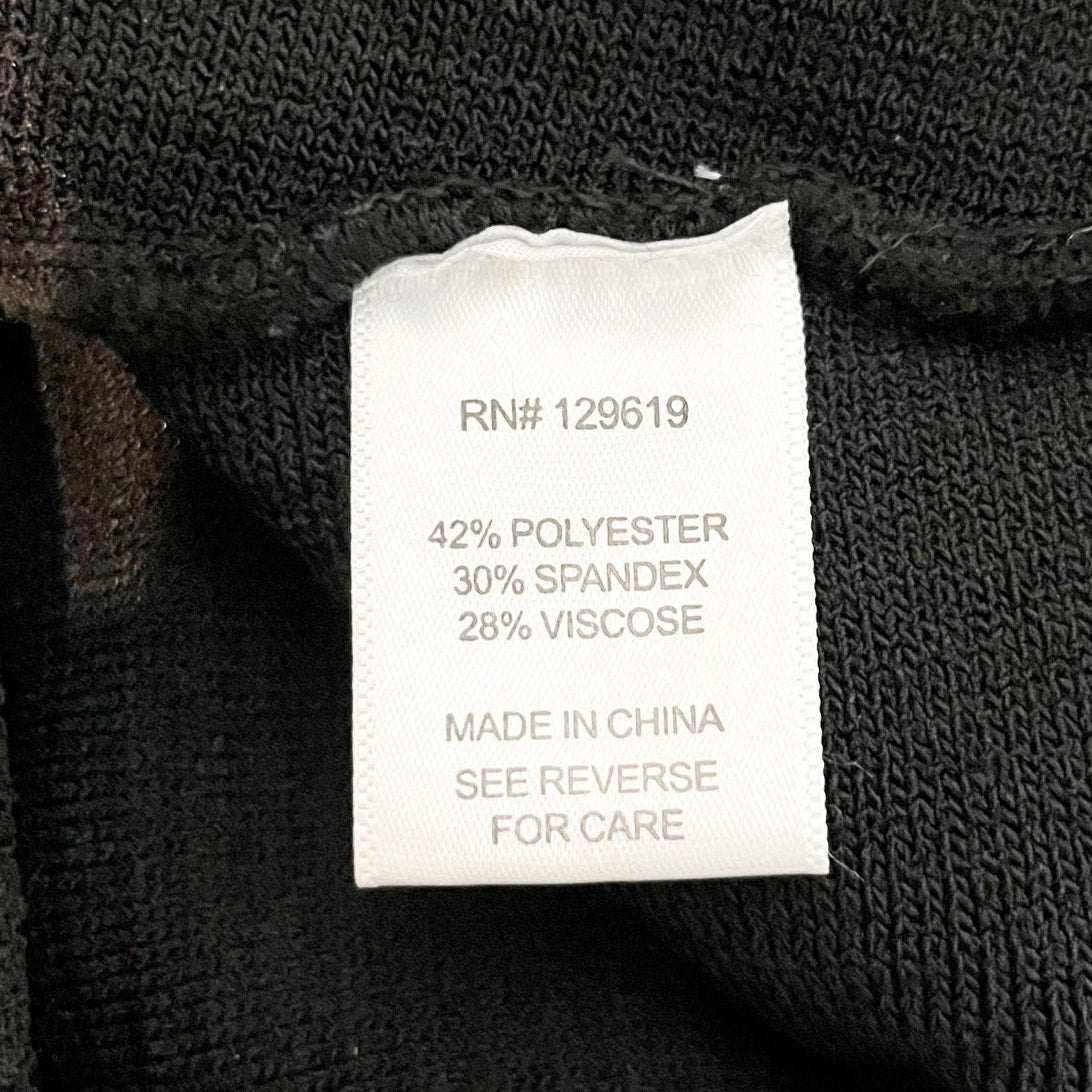 RN# 129619
42% POLYESTER
30% SPANDEX
28% VISCOSE
MADE IN CHINA
SEE REVERSE
FOR CARE